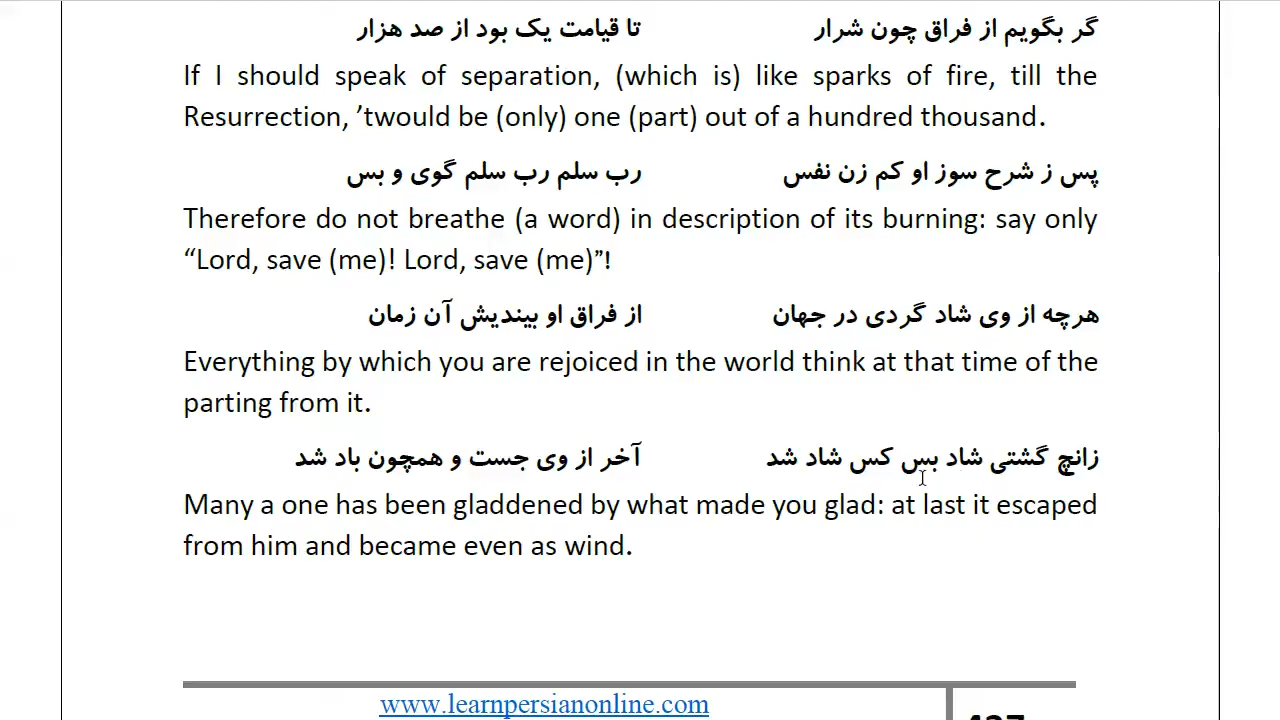 گر بگویم از فراق چون شرار تا قیامت یک بود از صد هزار
If I should speak of separation, (which is) like sparks of fire, till the
Resurrection, ’twould be (only) one (part) out of a hundred thousand.
پس ز شرح سوز او کم زن نفس رب سلم رب سلم گوی و بس
Therefore do not breathe (a word) in description of its burning: say only
“Lord, save (me)! Lord, save (me)”!
هرچه از وی شاد گردی در جهان از فراق او بیندیش آن زمان
Everything by which you are rejoiced in the world think at that time of the
parting from it.
زانچ گشتی شاد بس کس شاد شد آخر از وی جست و همچون باد شد
Many a one has been gladdened by what made you glad: at last it escaped
from him and became even as wind.
www.learnpersianonline.com